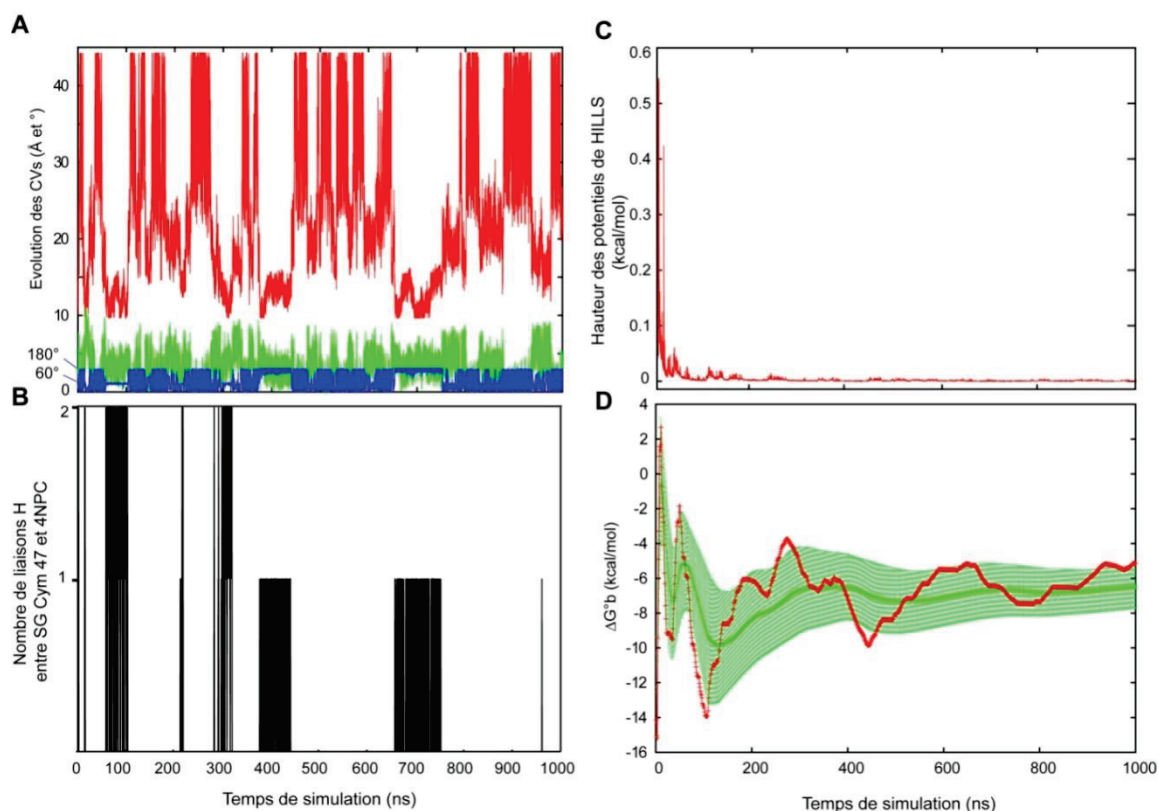 A
Evolution des CVs (Å et °)
40
30
20
10
180°
60°
0
B
Nombre de liaisons H
entre SG Cym 47 et 4NPC
2
1
0
0 100 200 300 400 500 600 700 800 900 1000
Temps de simulation (ns)
C
Hauteur des potentiels de HILLS
(kcal/mol)
0.6
0.5
0.4
0.3
0.2
0.1
0
D
ΔG°b (kcal/mol)
4
2
0
-2
-4
-6
-8
-10
-12
-14
-16
0 200 400 600 800 1000
Temps de simulation (ns)